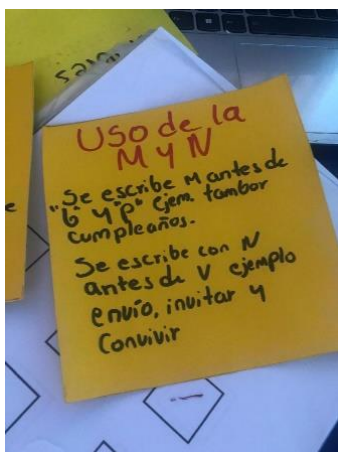 Uso de la
M y N
"Se escribe M antes de
"b" y "p" ejem. tambor
cumpleaños.
Se escribe con N
antes de V ejemplo
envío, invitar y
Convivir
e